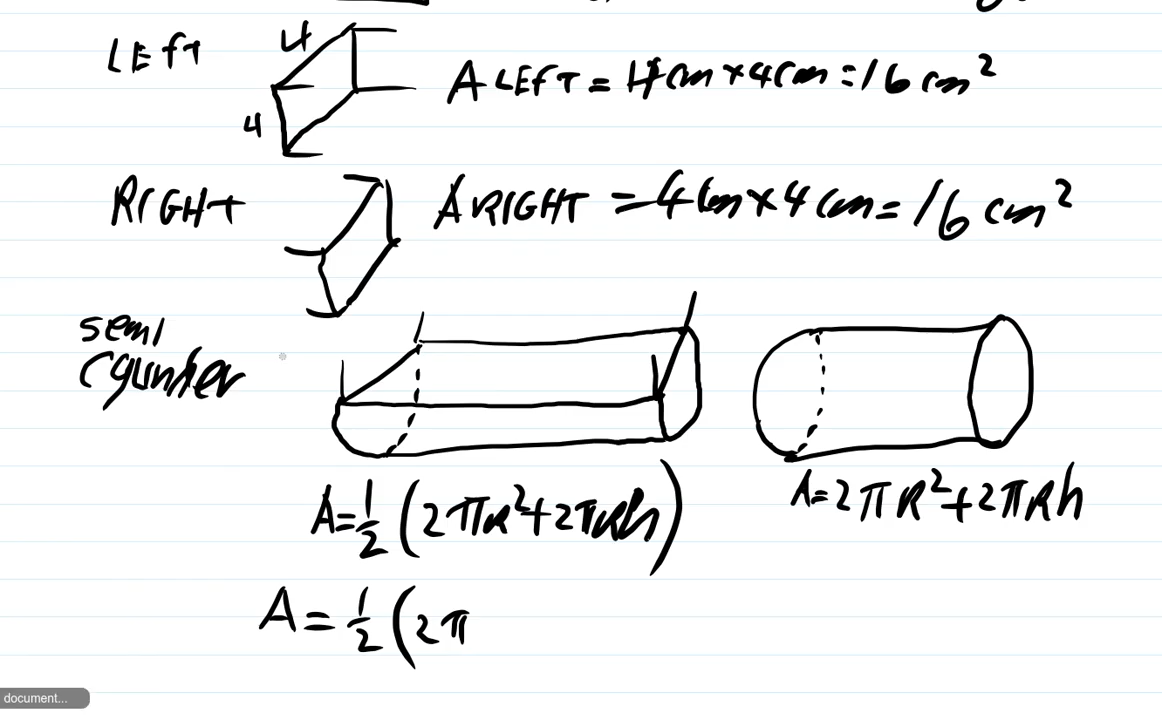 LEft
4
4
A LEFT = 4cm × 4cm = 16 cm²
RIGHT
A RIGHT = 4cm × 4cm = 16 cm²
semi
Cylinder
A = 1/2 (2πR² + 2πRh)
A = 2πR² + 2πRh
A = 1/2 (2π
document...